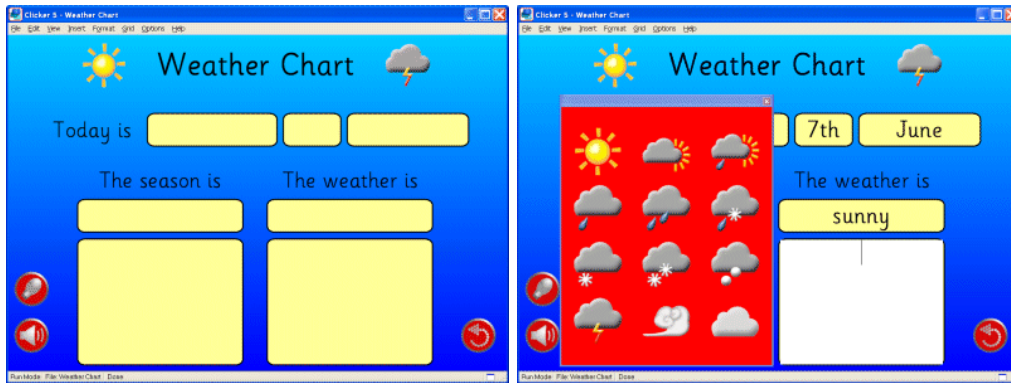 Clicker 5 - Weather Chart
File Edit View Insert Format Grid Options Help
Weather Chart
Today is
The season is The weather is
Run Mode File: Weather Chart Done
Clicker 5 - Weather Chart
File Edit View Insert Format Grid Options Help
Weather Chart
7th June
The weather is
sunny
Run Mode File: Weather Chart Done